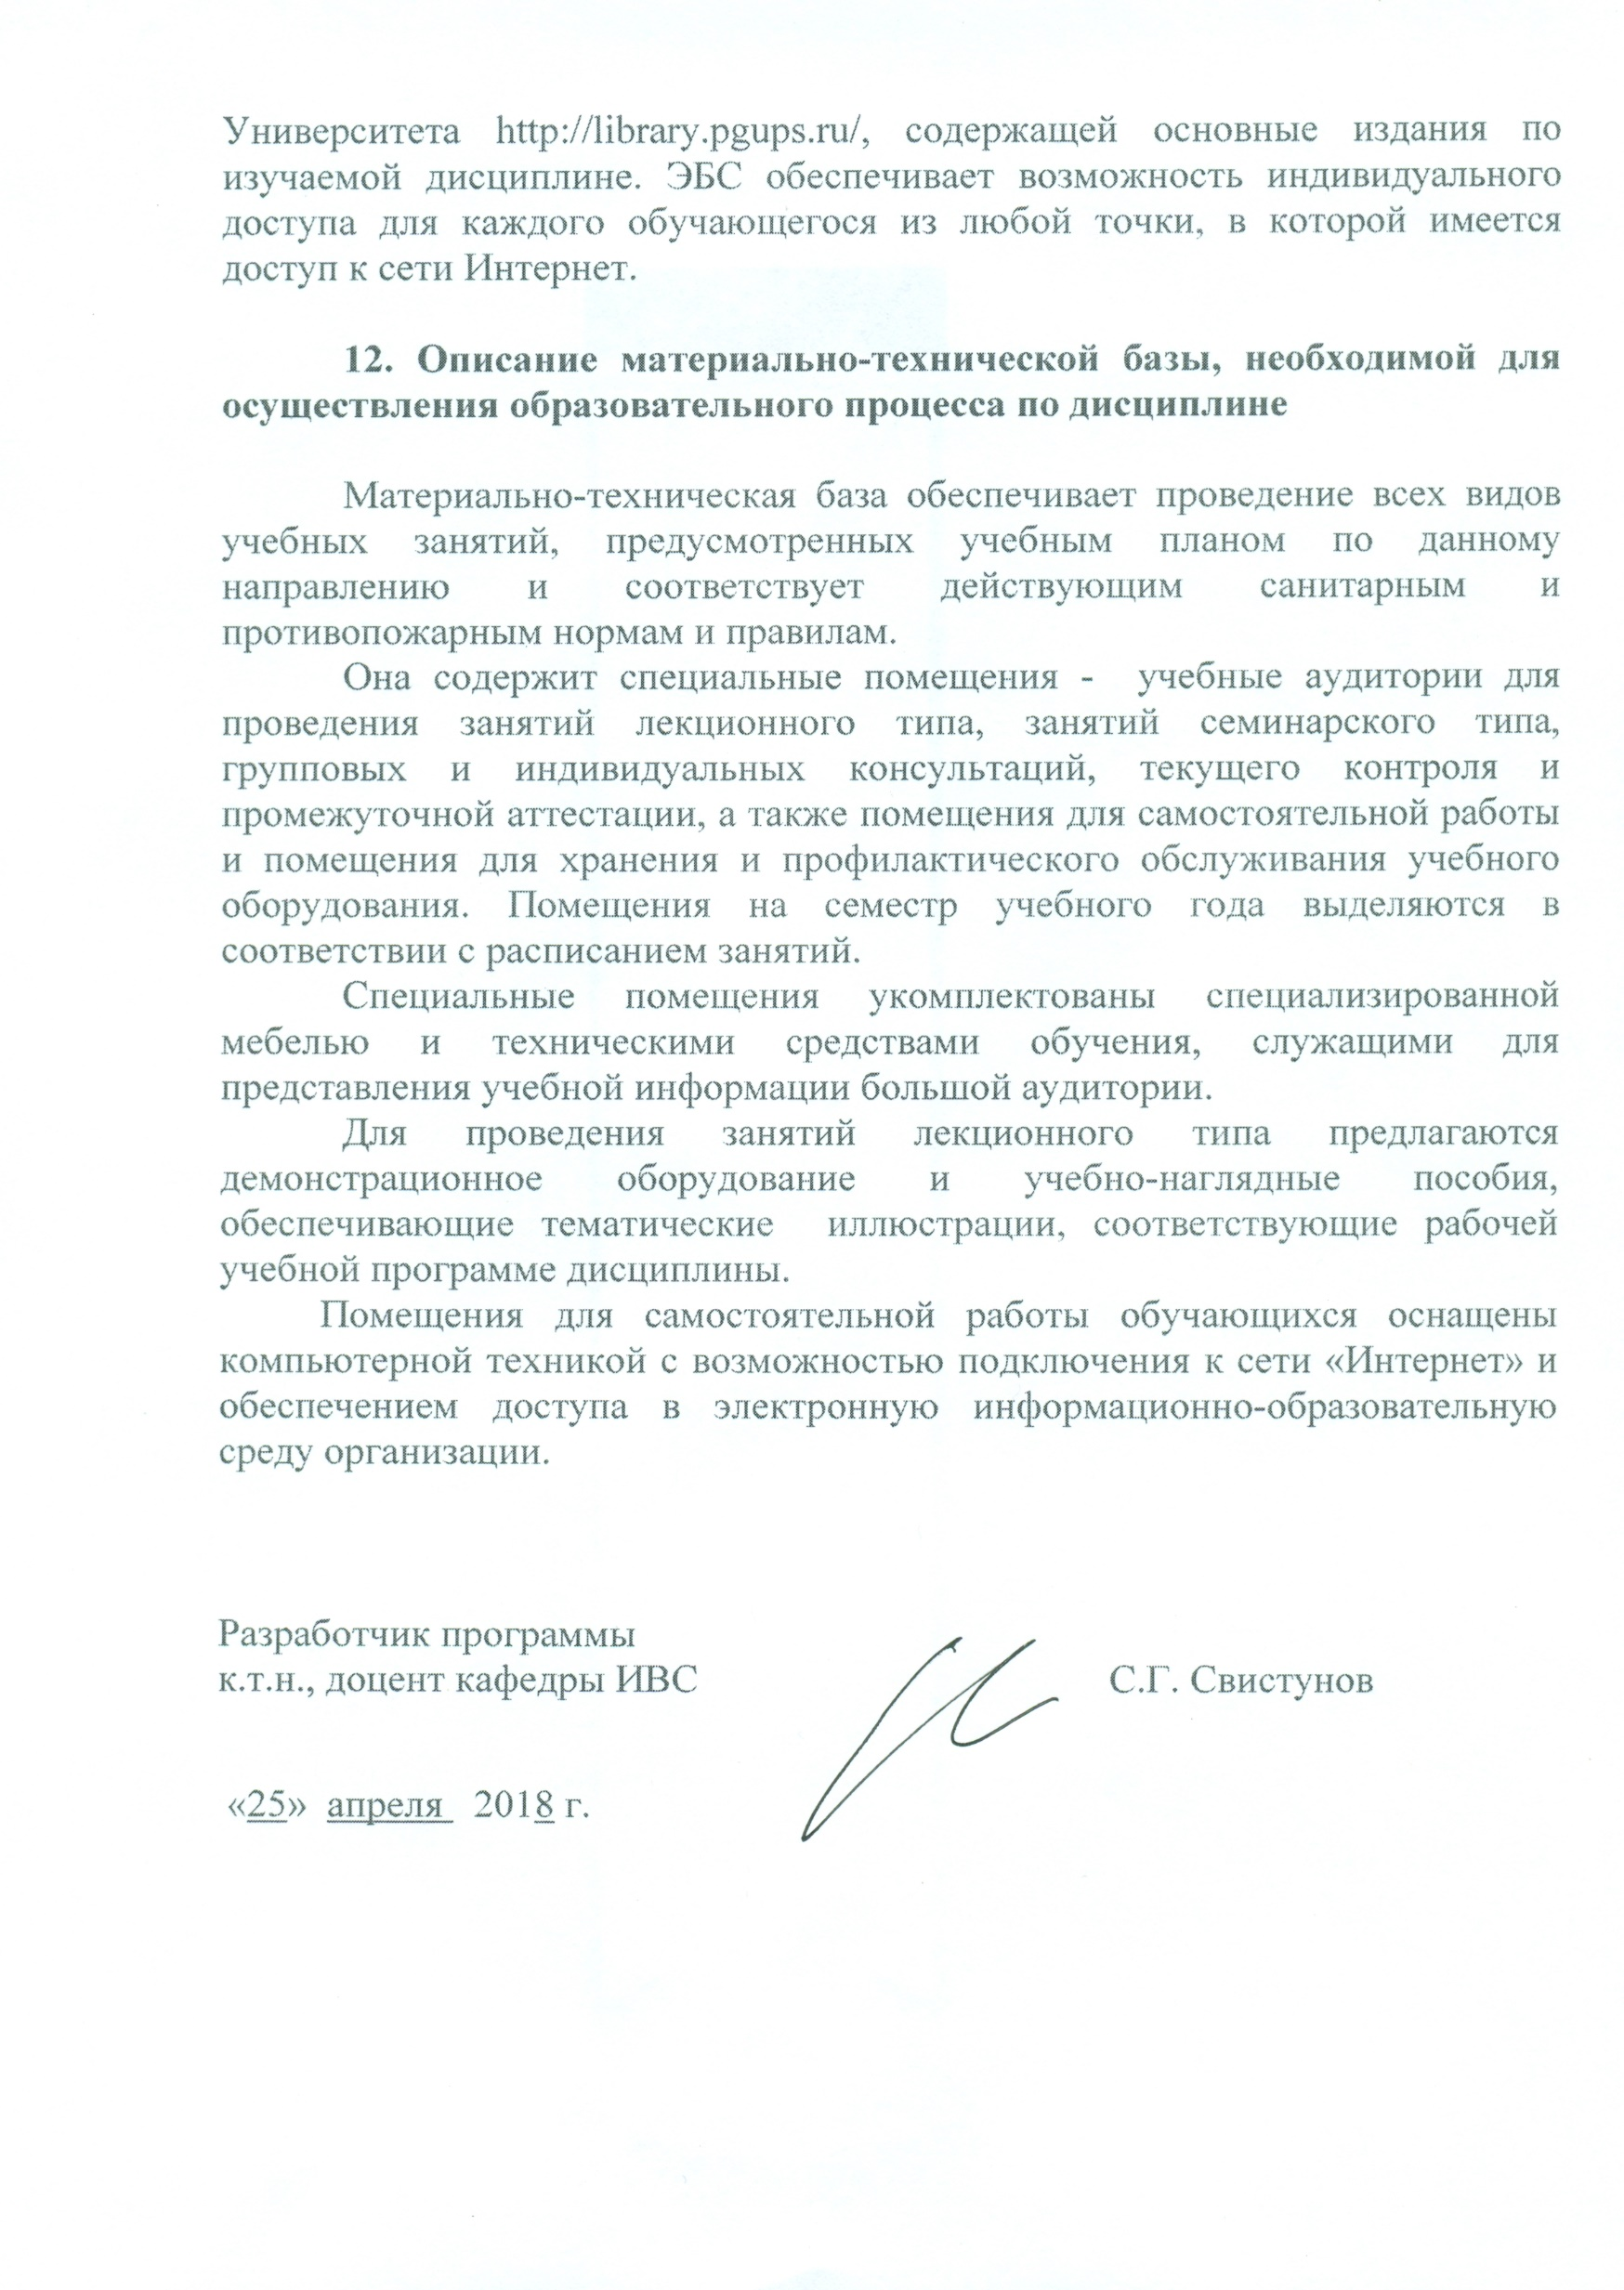 Университета http://library.pgups.ru/, содержащей основные издания по
изучаемой дисциплине. ЭБС обеспечивает возможность индивидуального
доступа для каждого обучающегося из любой точки, в которой имеется
доступ к сети Интернет.
12. Описание материально-технической базы, необходимой для
осуществления образовательного процесса по дисциплине
Материально-техническая база обеспечивает проведение всех видов
учебных занятий, предусмотренных учебным планом по данному
направлению и соответствует действующим санитарным и
противопожарным нормам и правилам.
Она содержит специальные помещения - учебные аудитории для
проведения занятий лекционного типа, занятий семинарского типа,
групповых и индивидуальных консультаций, текущего контроля и
промежуточной аттестации, а также помещения для самостоятельной работы
и помещения для хранения и профилактического обслуживания учебного
оборудования. Помещения на семестр учебного года выделяются в
соответствии с расписанием занятий.
Специальные помещения укомплектованы специализированной
мебелью и техническими средствами обучения, служащими для
представления учебной информации большой аудитории.
Для проведения занятий лекционного типа предлагаются
демонстрационное оборудование и учебно-наглядные пособия,
обеспечивающие тематические иллюстрации, соответствующие рабочей
учебной программе дисциплины.
Помещения для самостоятельной работы обучающихся оснащены
компьютерной техникой с возможностью подключения к сети «Интернет» и
обеспечением доступа в электронную информационно-образовательную
среду организации.
Разработчик программы
к.т.н., доцент кафедры ИВС С.Г. Свистунов
«25» апреля 2018 г.